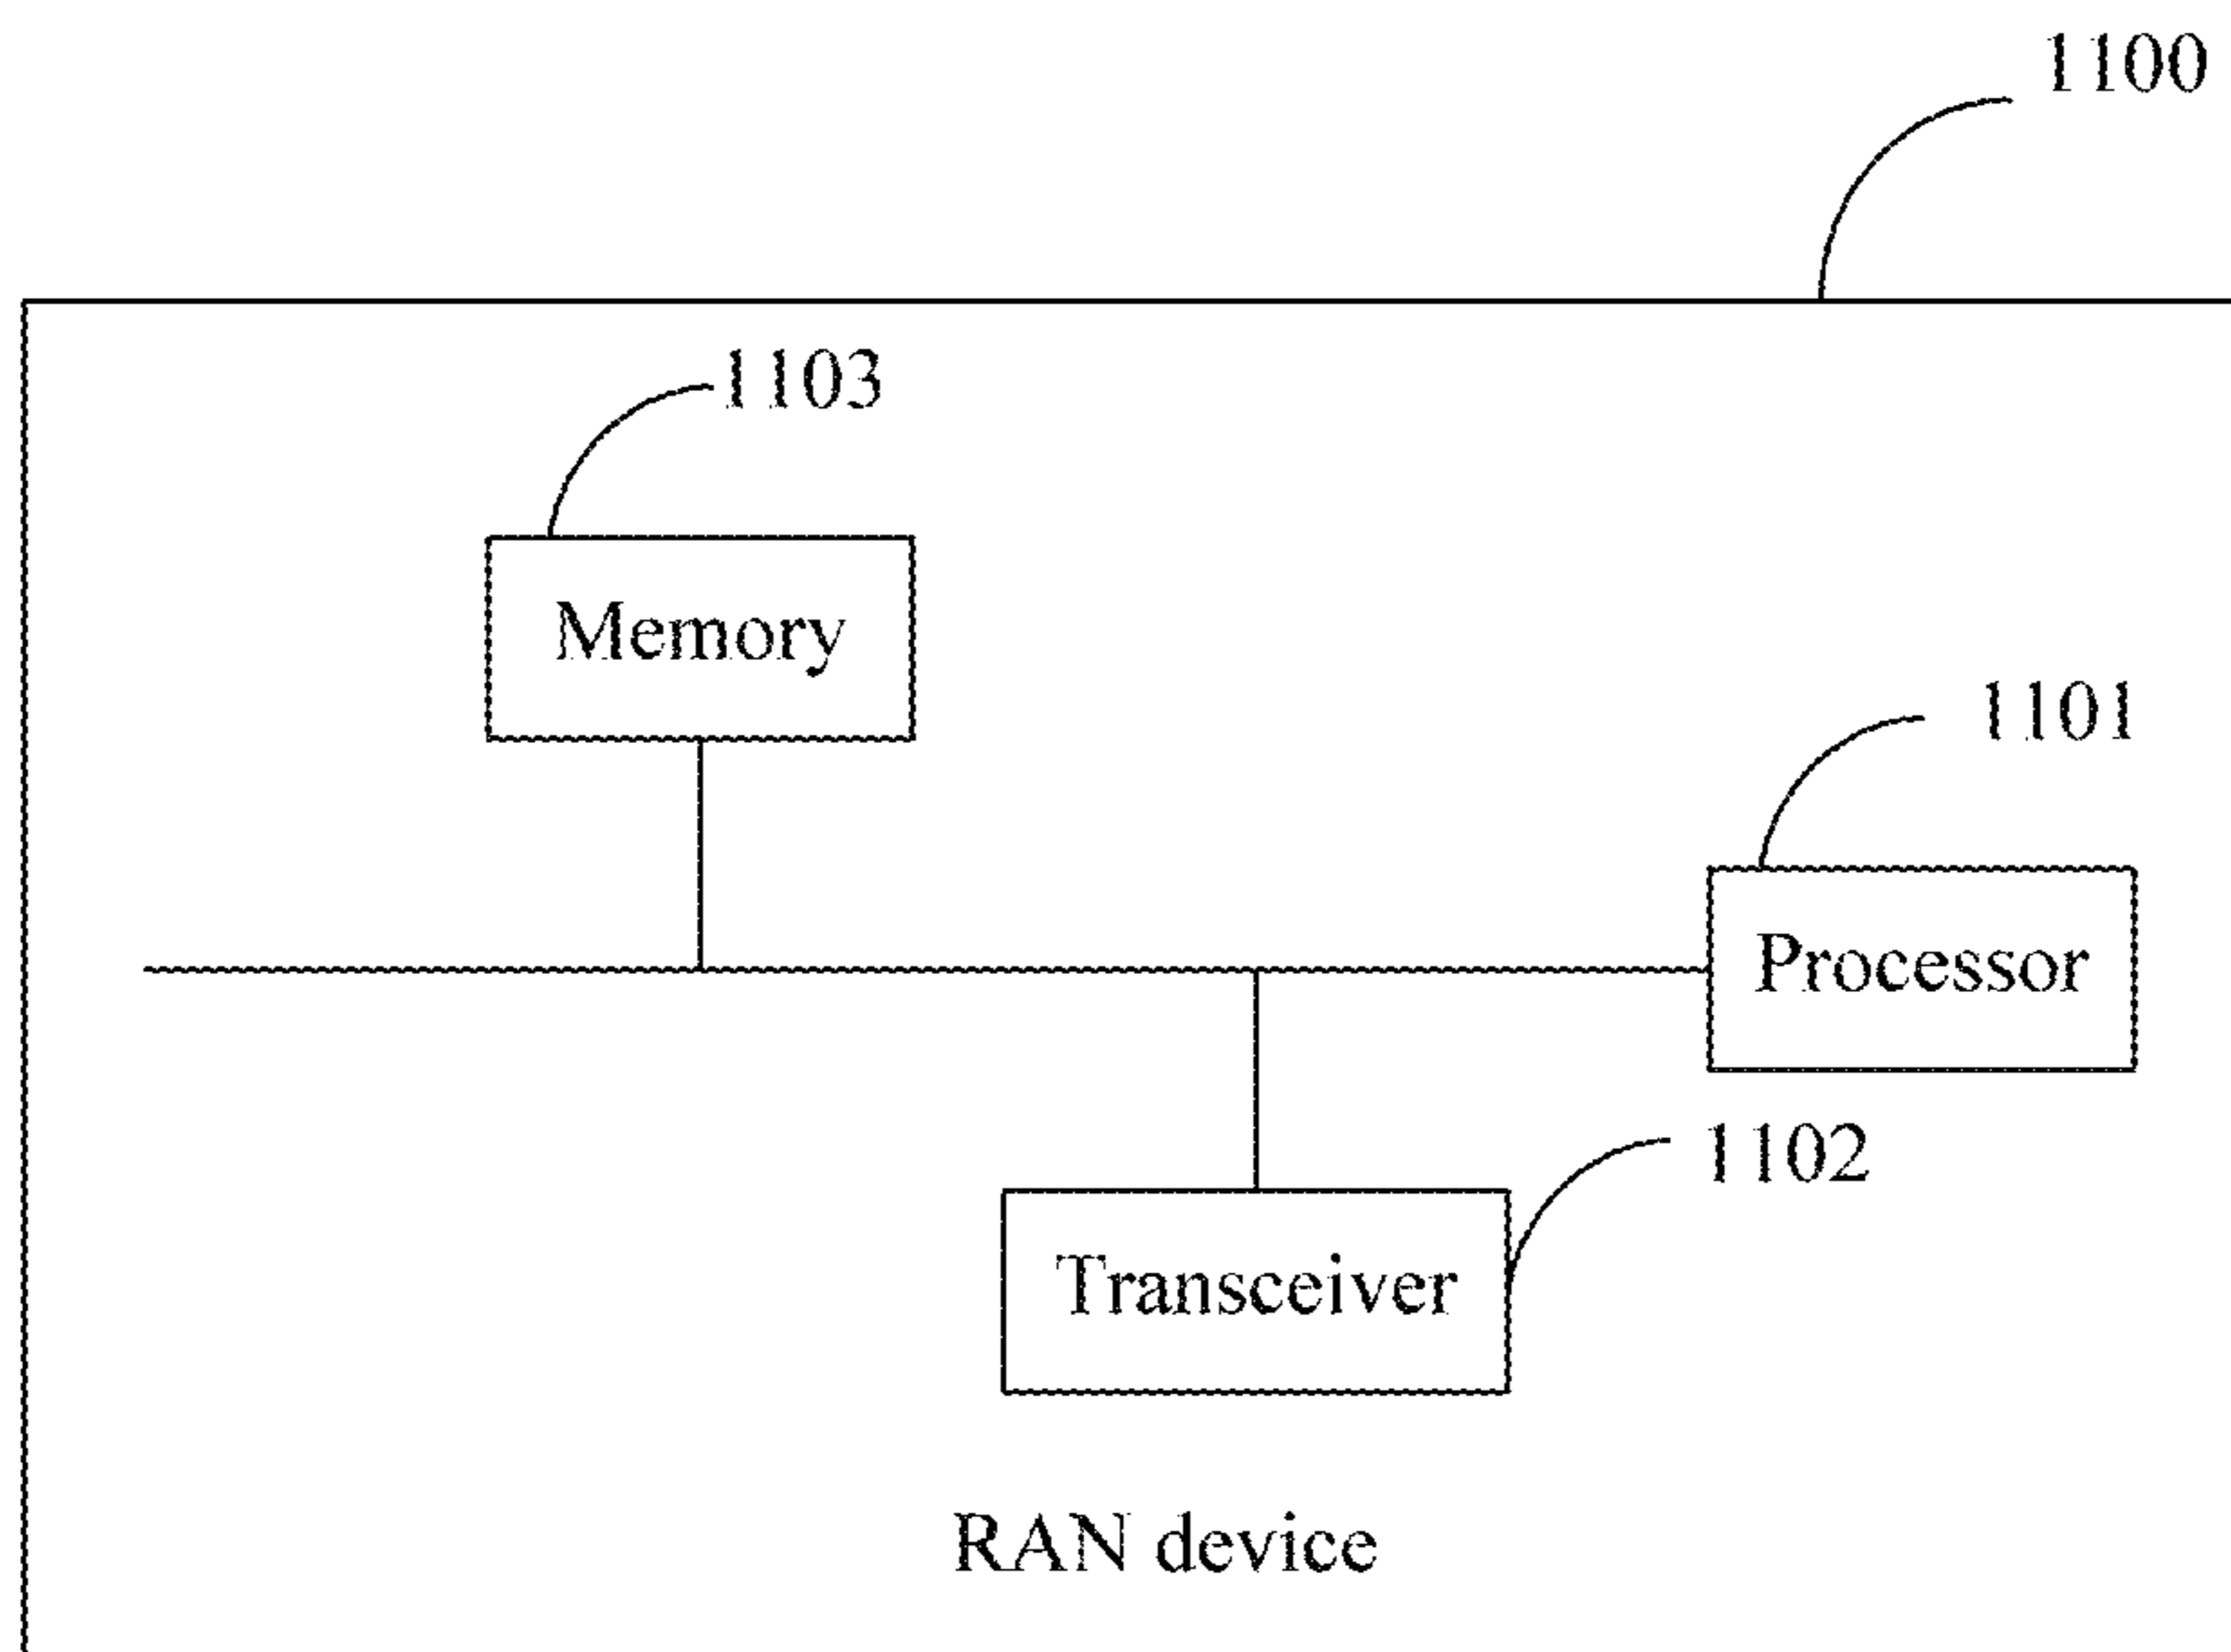 1100
1103
Memory
1101
Processor
1102
Transceiver
RAN device